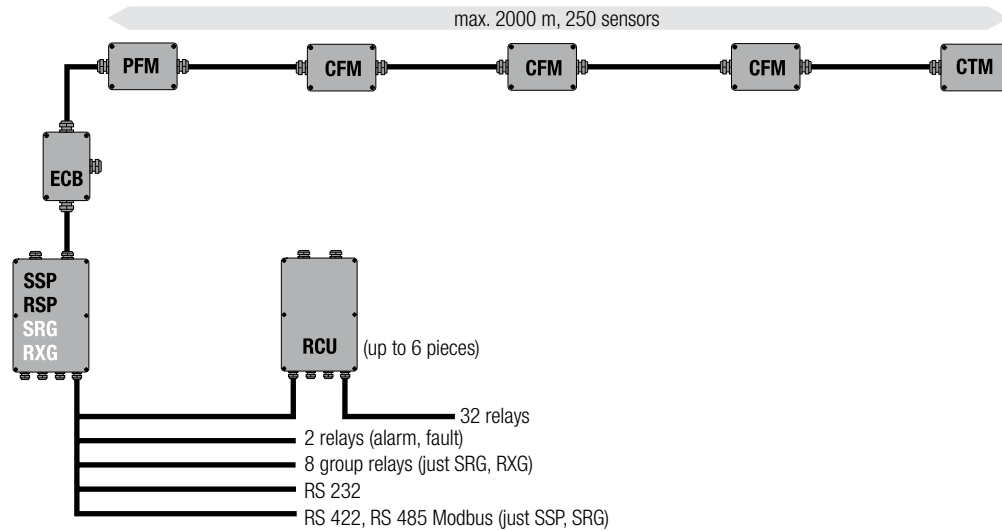 max. 2000 m, 250 sensors
PFM
CFM
CFM
CFM
CTM
ECB
SSP
RSP
SRG
RXG
RCU
(up to 6 pieces)
32 relays
2 relays (alarm, fault)
8 group relays (just SRG, RXG)
RS 232
RS 422, RS 485 Modbus (just SSP, SRG)